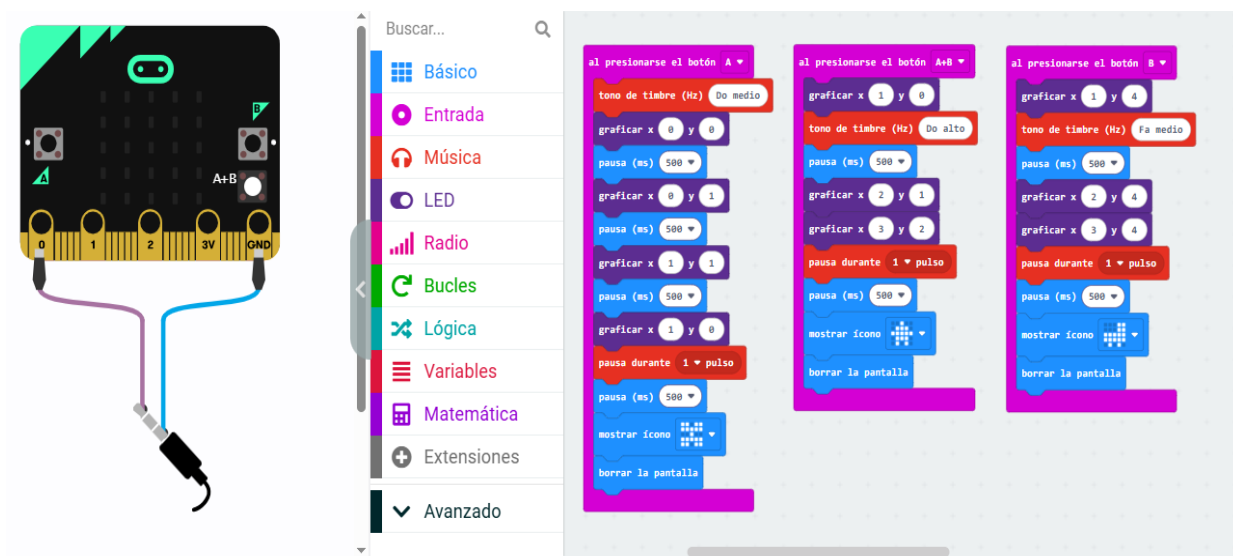 B
A
A+B
0 1 2 3V GND
Buscar...
Básico
Entrada
Música
LED
Radio
Bucles
Lógica
Variables
Matemática
Extensiones
Avanzado
al presionarse el botón A
tono de timbre (Hz) Do medio
graficar x 0 y 0
pausa (ms) 500
graficar x 0 y 1
pausa (ms) 500
graficar x 1 y 1
pausa (ms) 500
graficar x 1 y 0
pausa durante 1 pulso
pausa (ms) 500
mostrar ícono
borrar la pantalla
al presionarse el botón A+B
graficar x 1 y 0
tono de timbre (Hz) Do alto
pausa (ms) 500
graficar x 2 y 1
graficar x 3 y 2
pausa durante 1 pulso
pausa (ms) 500
mostrar ícono
borrar la pantalla
al presionarse el botón B
graficar x 1 y 4
tono de timbre (Hz) Fa medio
pausa (ms) 500
graficar x 2 y 4
graficar x 3 y 4
pausa durante 1 pulso
pausa (ms) 500
mostrar ícono
borrar la pantalla